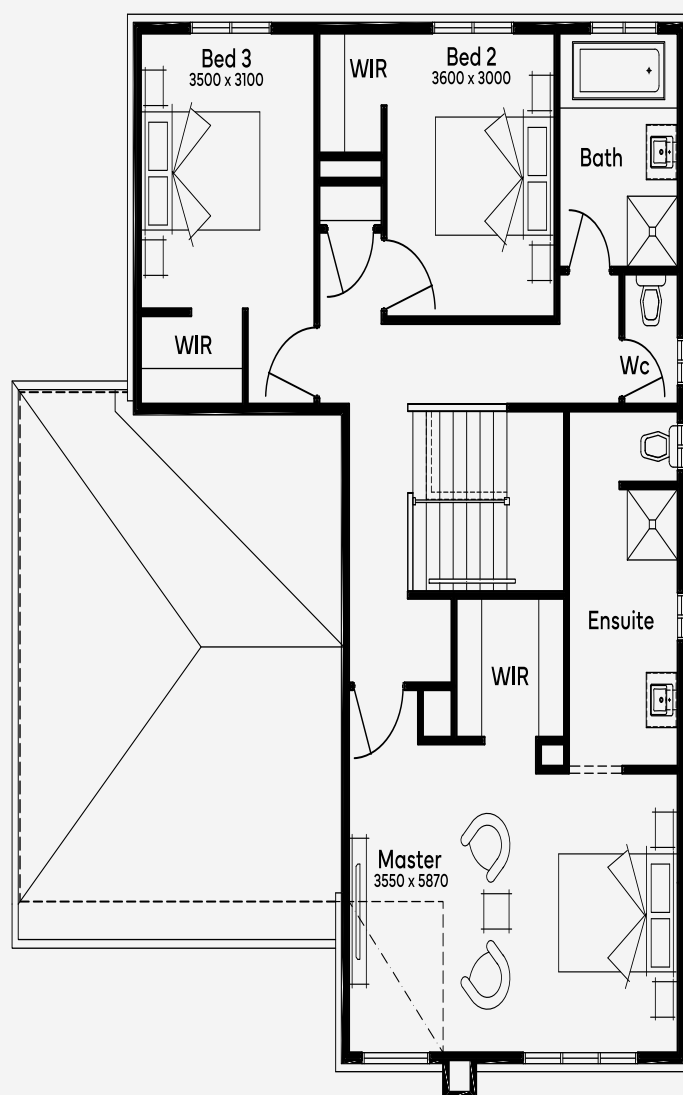 Bed 3
3500 x 3100
WIR
Bed 2
3600 x 3000
Bath
WIR
Wc
Ensuite
WIR
Master
3550 x 5870